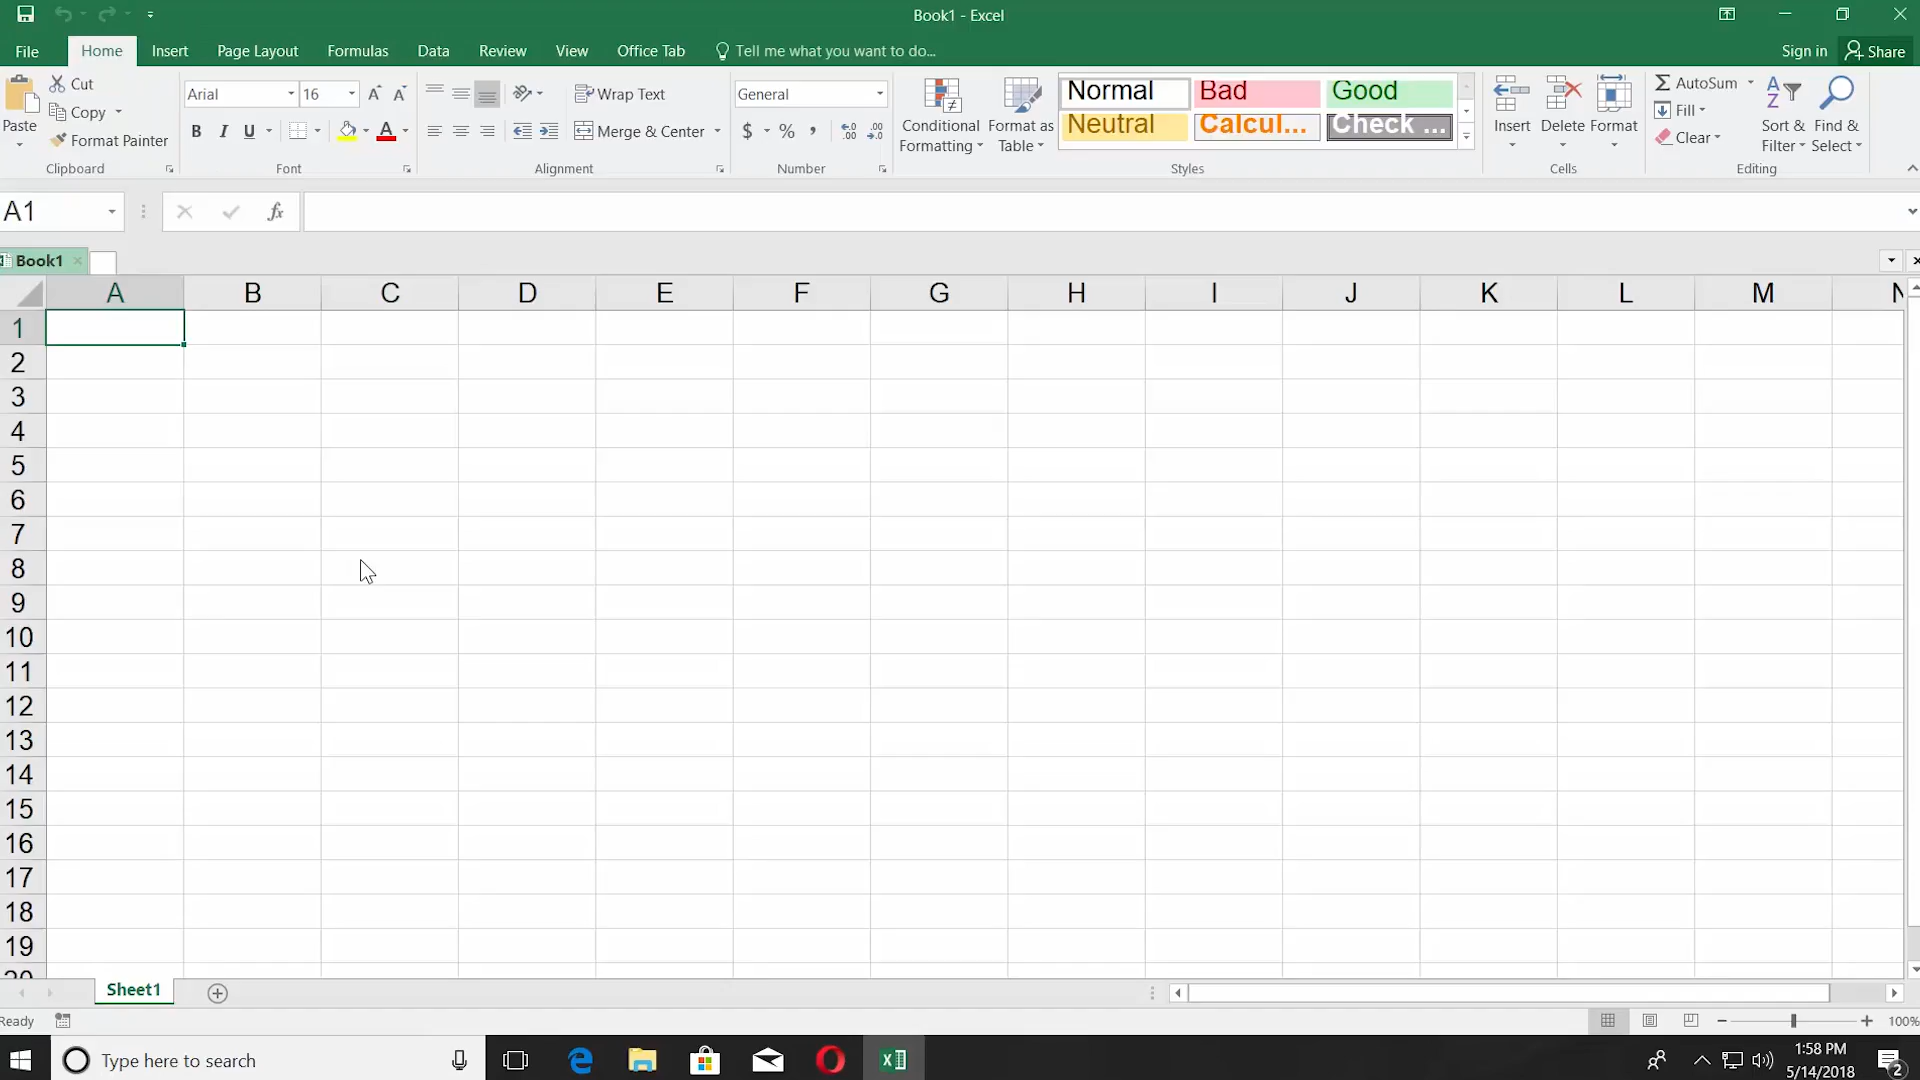 Book1 - Excel
File Home Insert Page Layout Formulas Data Review View Office Tab Tell me what you want to do... Sign in Share
Paste
Cut
Copy
Format Painter
Clipboard
Arial 16
B I U A
Font
Wrap Text
Merge & Center
Alignment
General
$ % ,
Number
Conditional Formatting
Format as Table
Normal Bad Good
Neutral Calcul... Check ...
Styles
Insert Delete Format
Cells
AutoSum
Fill
Clear
Sort & Filter
Find & Select
Editing
A1 fx
Book1
A B C D E F G H I J K L M N
1
2
3
4
5
6
7
8
9
10
11
12
13
14
15
16
17
18
19
20
Sheet1
Ready 100%
Type here to search
1:58 PM
5/14/2018
2